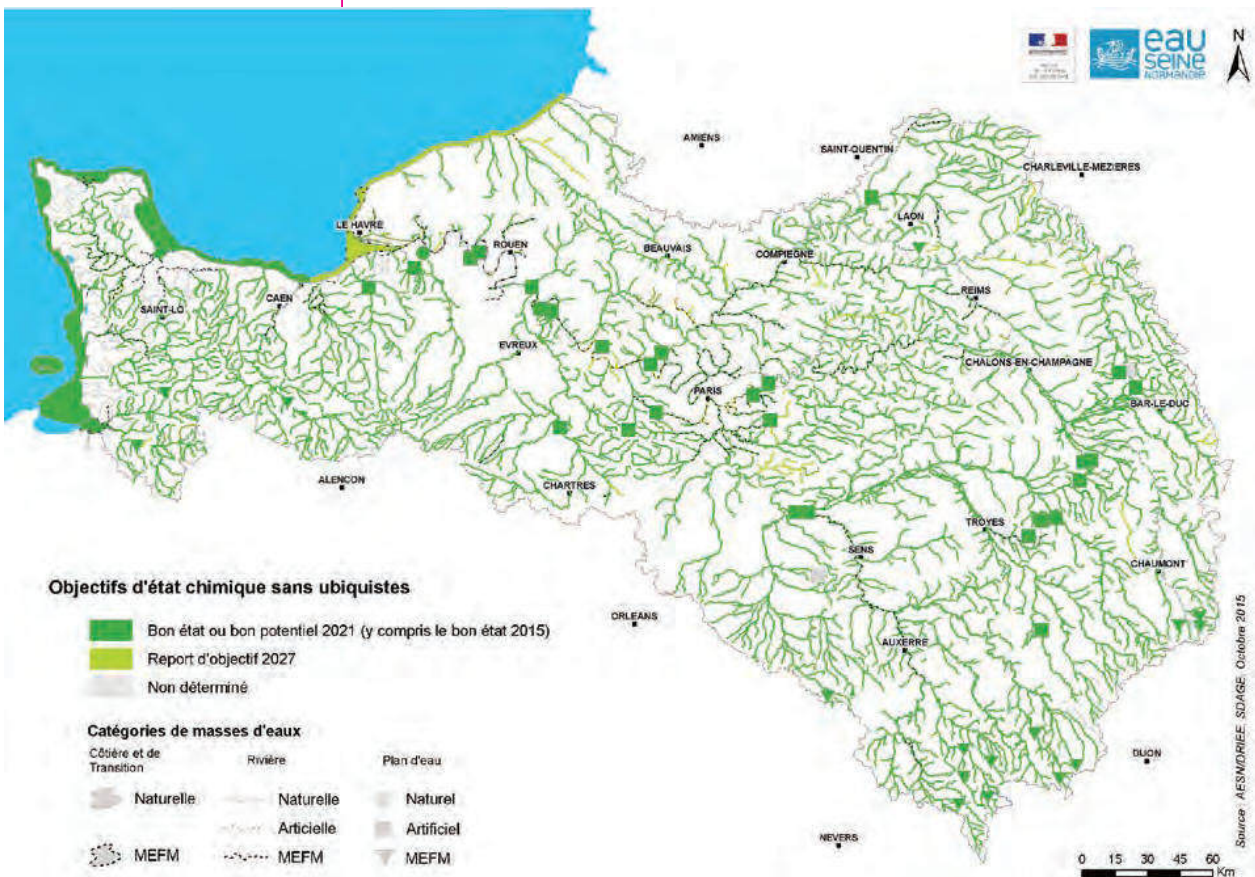 eau
SEINE
NORMANDIE
N
AMIENS
SAINT-QUENTIN
CHARLEVILLE-MEZIERES
LAON
LE HAVRE
ROUEN
BEAUVAIS
COMPIEGNE
REIMS
CAEN
SAINT-LO
EVREUX
CHALONS-EN-CHAMPAGNE
PARIS
BAR-LE-DUC
ALENCON
CHARTRES
TROYES
SENS
CHAUMONT
ORLEANS
AUXERRE
DIJON
NEVERS
Objectifs d'état chimique sans ubiquistes
Bon état ou bon potentiel 2021 (y compris le bon état 2015)
Report d'objectif 2027
Non déterminé
Catégories de masses d'eaux
Côtière et de
Transition
Rivière
Plan d'eau
Naturelle
Naturelle
Naturel
Articielle
Artificiel
MEFM
MEFM
MEFM
Source : AESN/DRIEE, SDAGE, Octobre 2015
0 15 30 45 60
Km